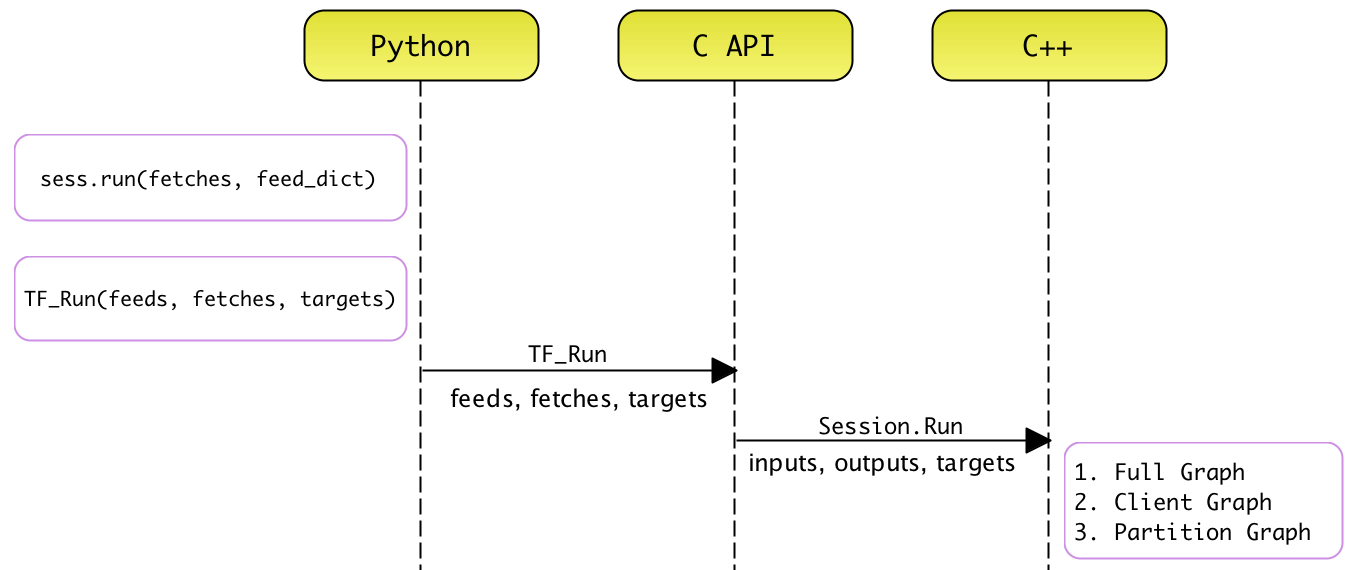 Python
C API
C++
sess.run(fetches, feed_dict)
TF_Run(feeds, fetches, targets)
TF_Run
feeds, fetches, targets
Session.Run
inputs, outputs, targets
1. Full Graph
2. Client Graph
3. Partition Graph